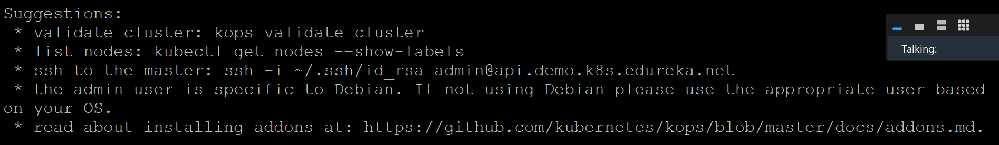 Suggestions:
* validate cluster: kops validate cluster
* list nodes: kubectl get nodes --show-labels
* ssh to the master: ssh -i ~/.ssh/id_rsa admin@api.demo.k8s.edureka.net
* the admin user is specific to Debian. If not using Debian please use the appropriate user based
on your OS.
* read about installing addons at: https://github.com/kubernetes/kops/blob/master/docs/addons.md.
Talking: